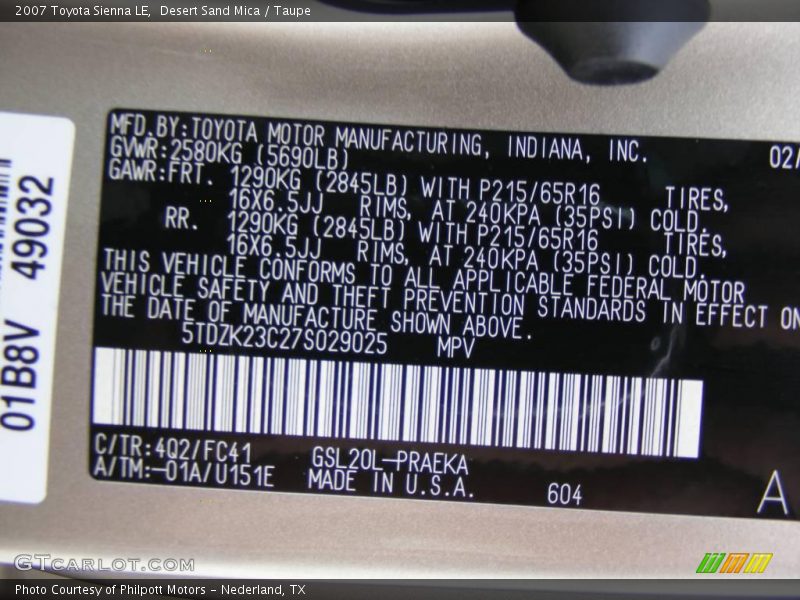 2007 Toyota Sienna LE, Desert Sand Mica / Taupe
MFD.BY:TOYOTA MOTOR MANUFACTURING, INDIANA, INC. 02/
GVWR:2580KG (5690LB)
GAWR:FRT. 1290KG (2845LB) WITH P215/65R16 TIRES,
16X6.5JJ RIMS, AT 240KPA (35PSI) COLD.
RR. 1290KG (2845LB) WITH P215/65R16 TIRES,
16X6.5JJ RIMS, AT 240KPA (35PSI) COLD.
THIS VEHICLE CONFORMS TO ALL APPLICABLE FEDERAL MOTOR
VEHICLE SAFETY AND THEFT PREVENTION STANDARDS IN EFFECT ON
THE DATE OF MANUFACTURE SHOWN ABOVE.
5TDZK23C27S029025 MPV
C/TR:4Q2/FC41 GSL20L-PRAEKA
A/TM:-01A/U151E MADE IN U.S.A. 604
A
01B8V 49032
GTCARLOT.COM
Photo Courtesy of Philpott Motors - Nederland, TX